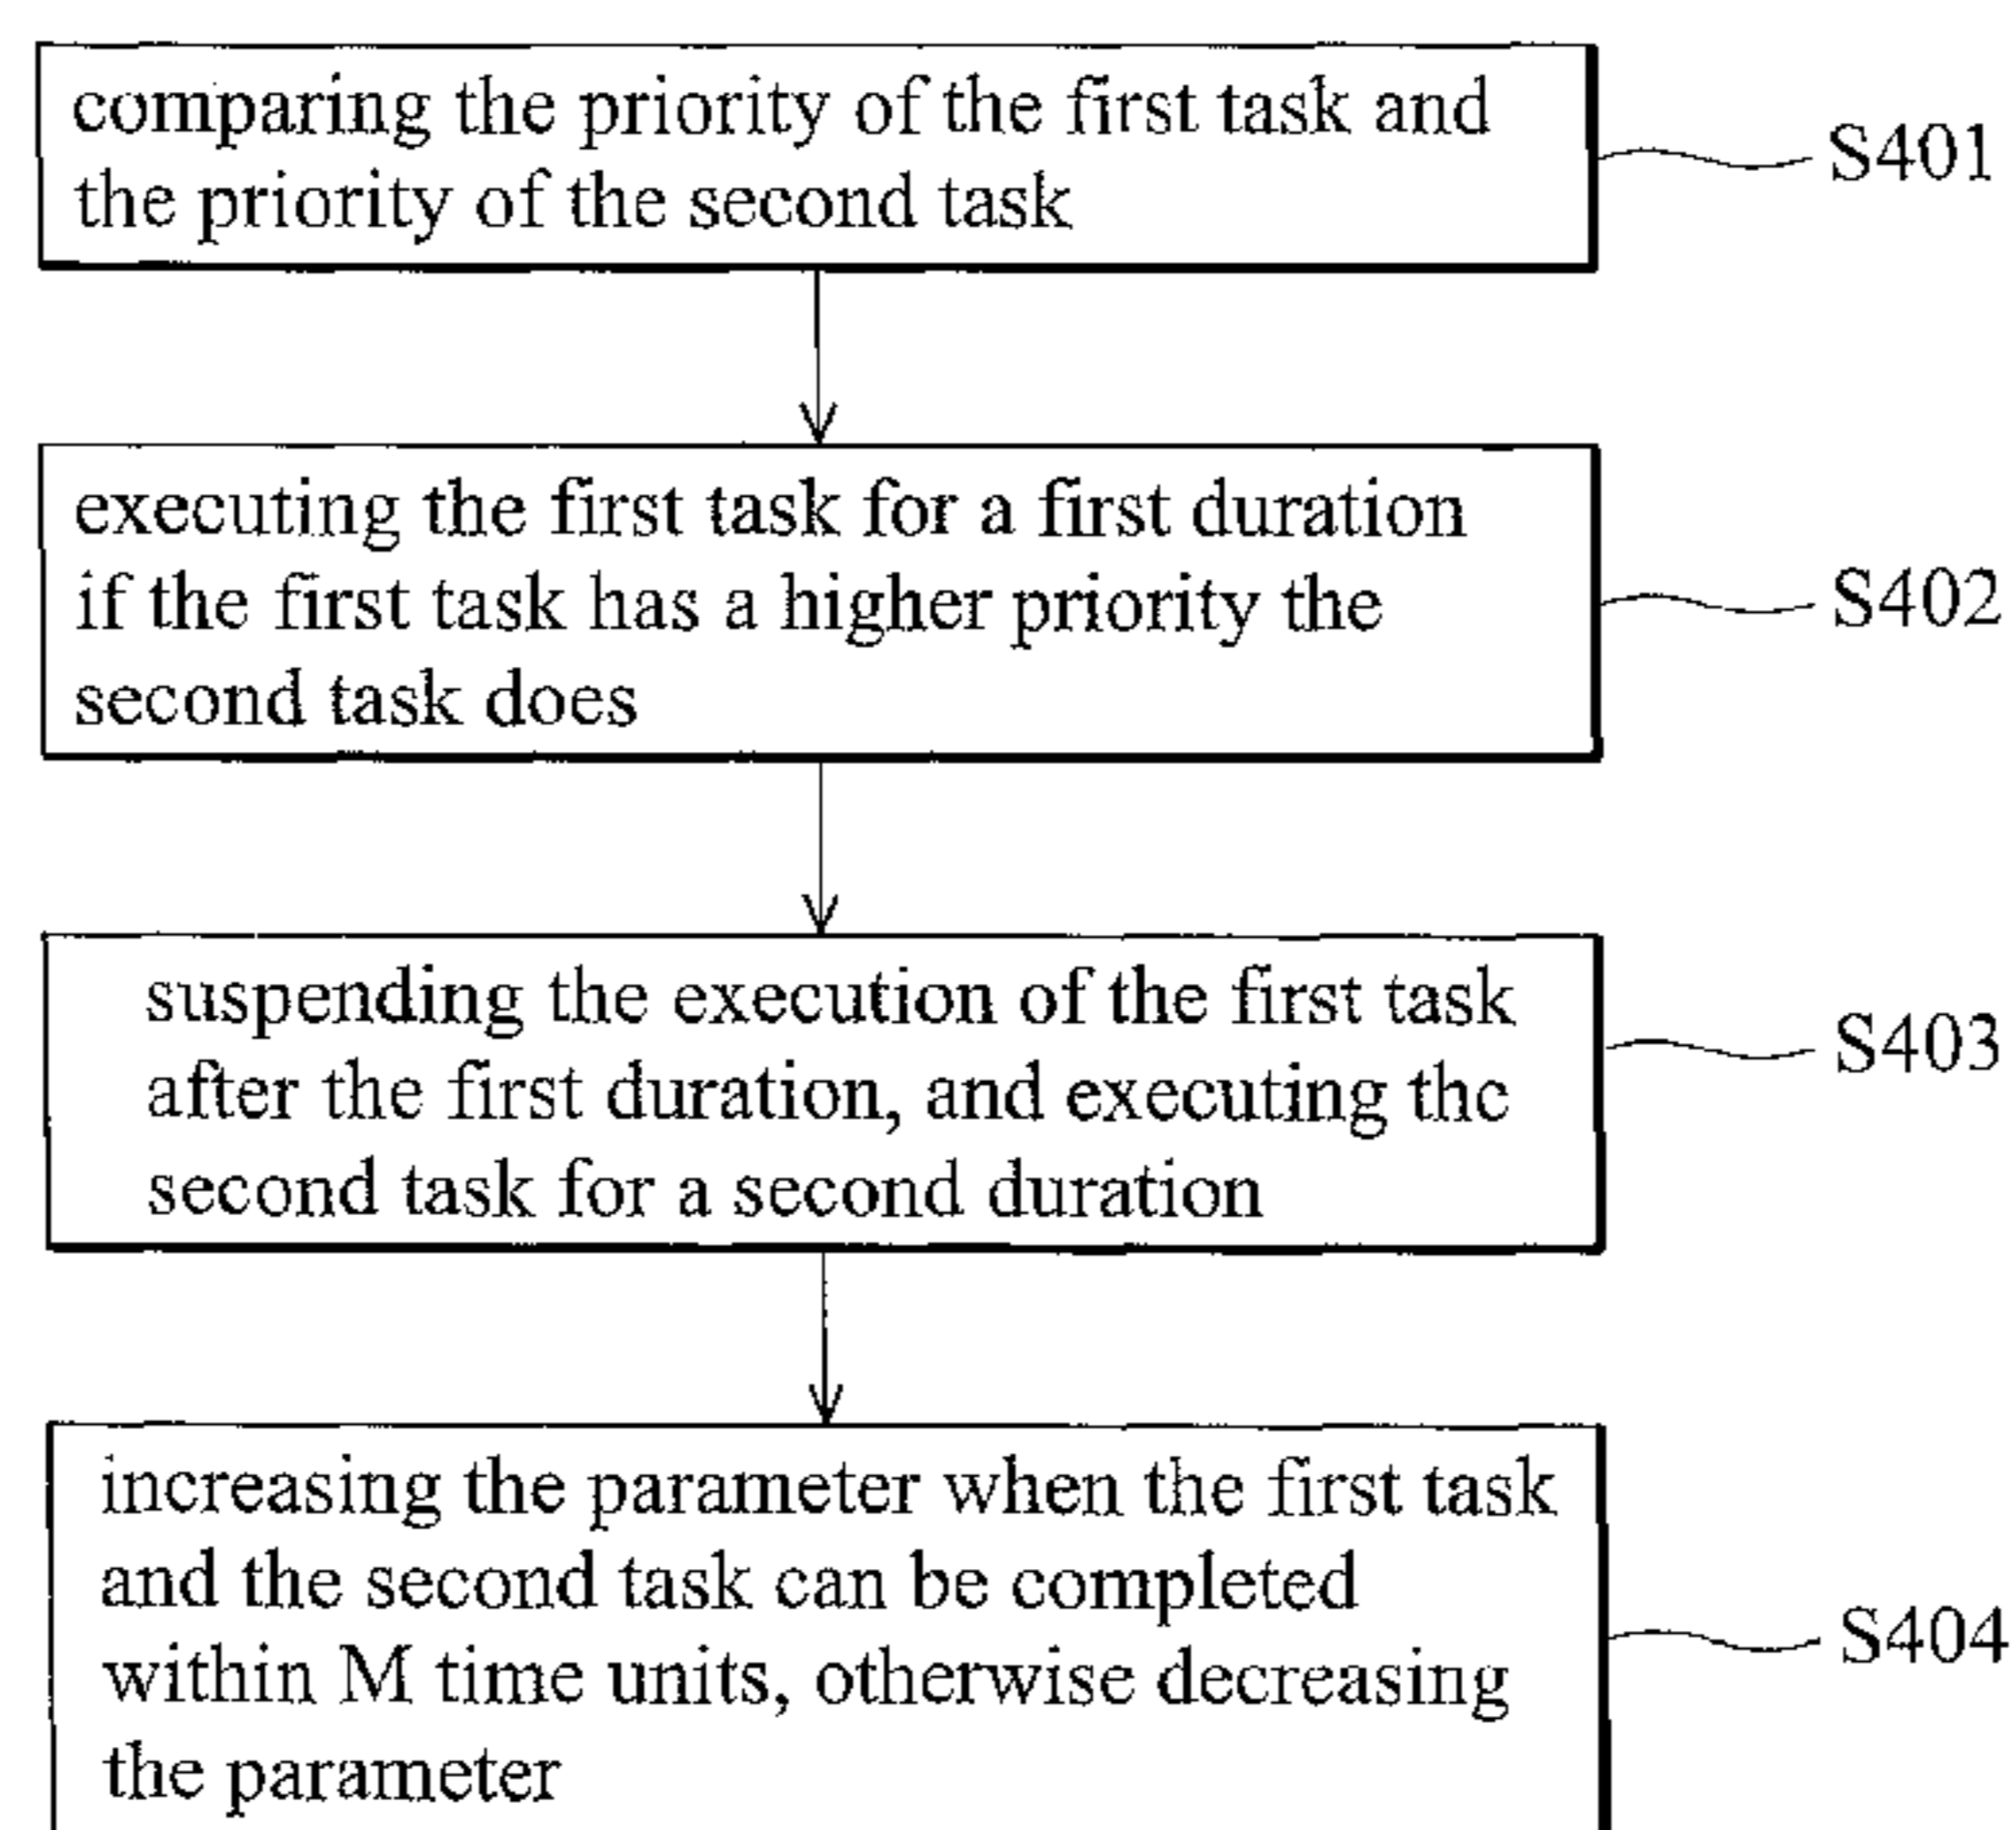 comparing the priority of the first task and
the priority of the second task
S401
executing the first task for a first duration
if the first task has a higher priority the
second task does
S402
suspending the execution of the first task
after the first duration, and executing the
second task for a second duration
S403
increasing the parameter when the first task
and the second task can be completed
within M time units, otherwise decreasing
the parameter
S404